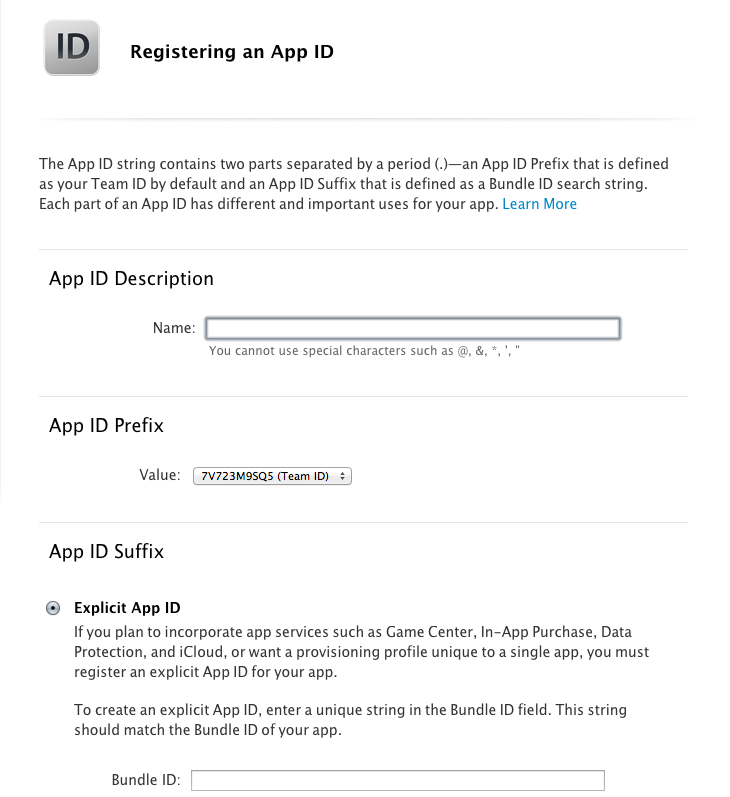 ID
Registering an App ID
The App ID string contains two parts separated by a period (.)—an App ID Prefix that is defined
as your Team ID by default and an App ID Suffix that is defined as a Bundle ID search string.
Each part of an App ID has different and important uses for your app. Learn More
App ID Description
Name:
You cannot use special characters such as @, &, *, ', "
App ID Prefix
Value: 7V723M9SQ5 (Team ID)
App ID Suffix
Explicit App ID
If you plan to incorporate app services such as Game Center, In-App Purchase, Data
Protection, and iCloud, or want a provisioning profile unique to a single app, you must
register an explicit App ID for your app.
To create an explicit App ID, enter a unique string in the Bundle ID field. This string
should match the Bundle ID of your app.
Bundle ID: